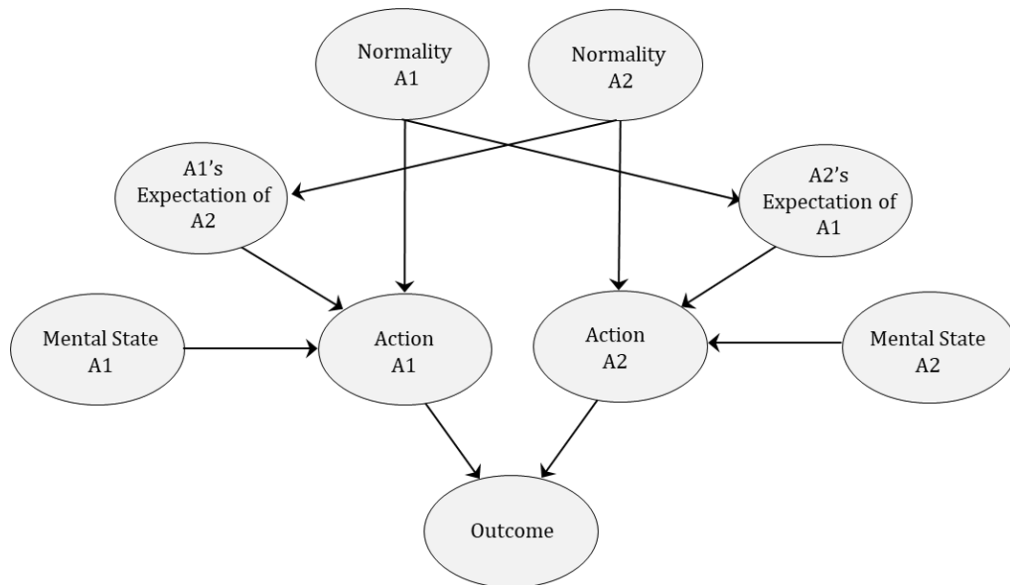 Normality
A1
Normality
A2
A1’s
Expectation of
A2
A2’s
Expectation of
A1
Mental State
A1
Action
A1
Action
A2
Mental State
A2
Outcome